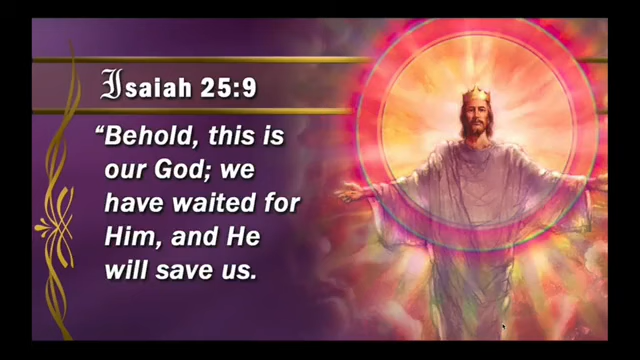 Isaiah 25:9
“Behold, this is
our God; we
have waited for
Him, and He
will save us.